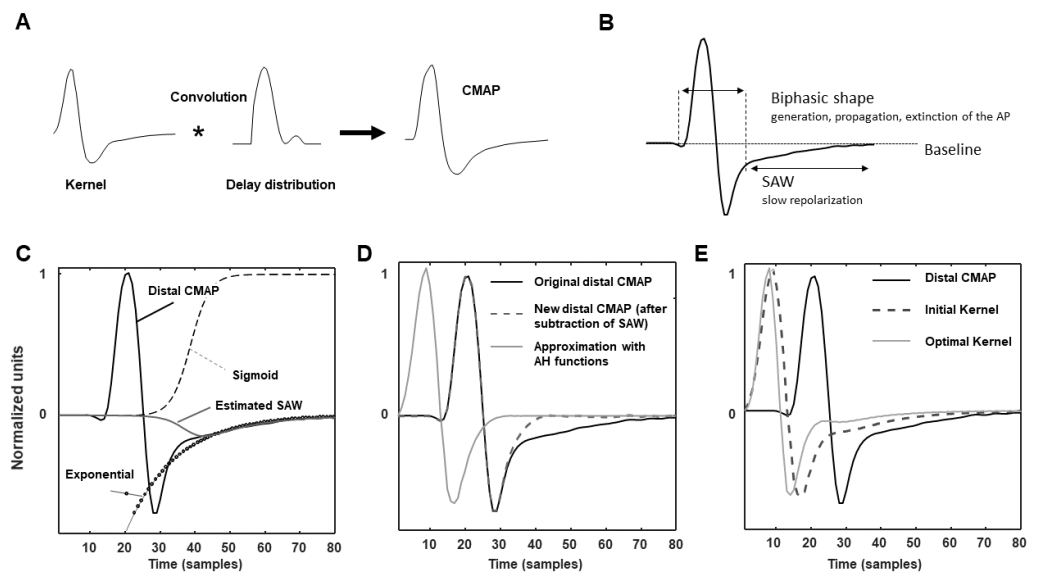 A
Convolution
*
CMAP
Kernel
Delay distribution
B
Biphasic shape
generation, propagation, extinction of the AP
Baseline
SAW
slow repolarization
C
Normalized units
1
0
Distal CMAP
Sigmoid
Estimated SAW
Exponential
10 20 30 40 50 60 70 80
Time (samples)
D
1
0
Original distal CMAP
New distal CMAP (after
subtraction of SAW)
Approximation with
AH functions
10 20 30 40 50 60 70 80
Time (samples)
E
1
0
Distal CMAP
Initial Kernel
Optimal Kernel
10 20 30 40 50 60 70 80
Time (samples)